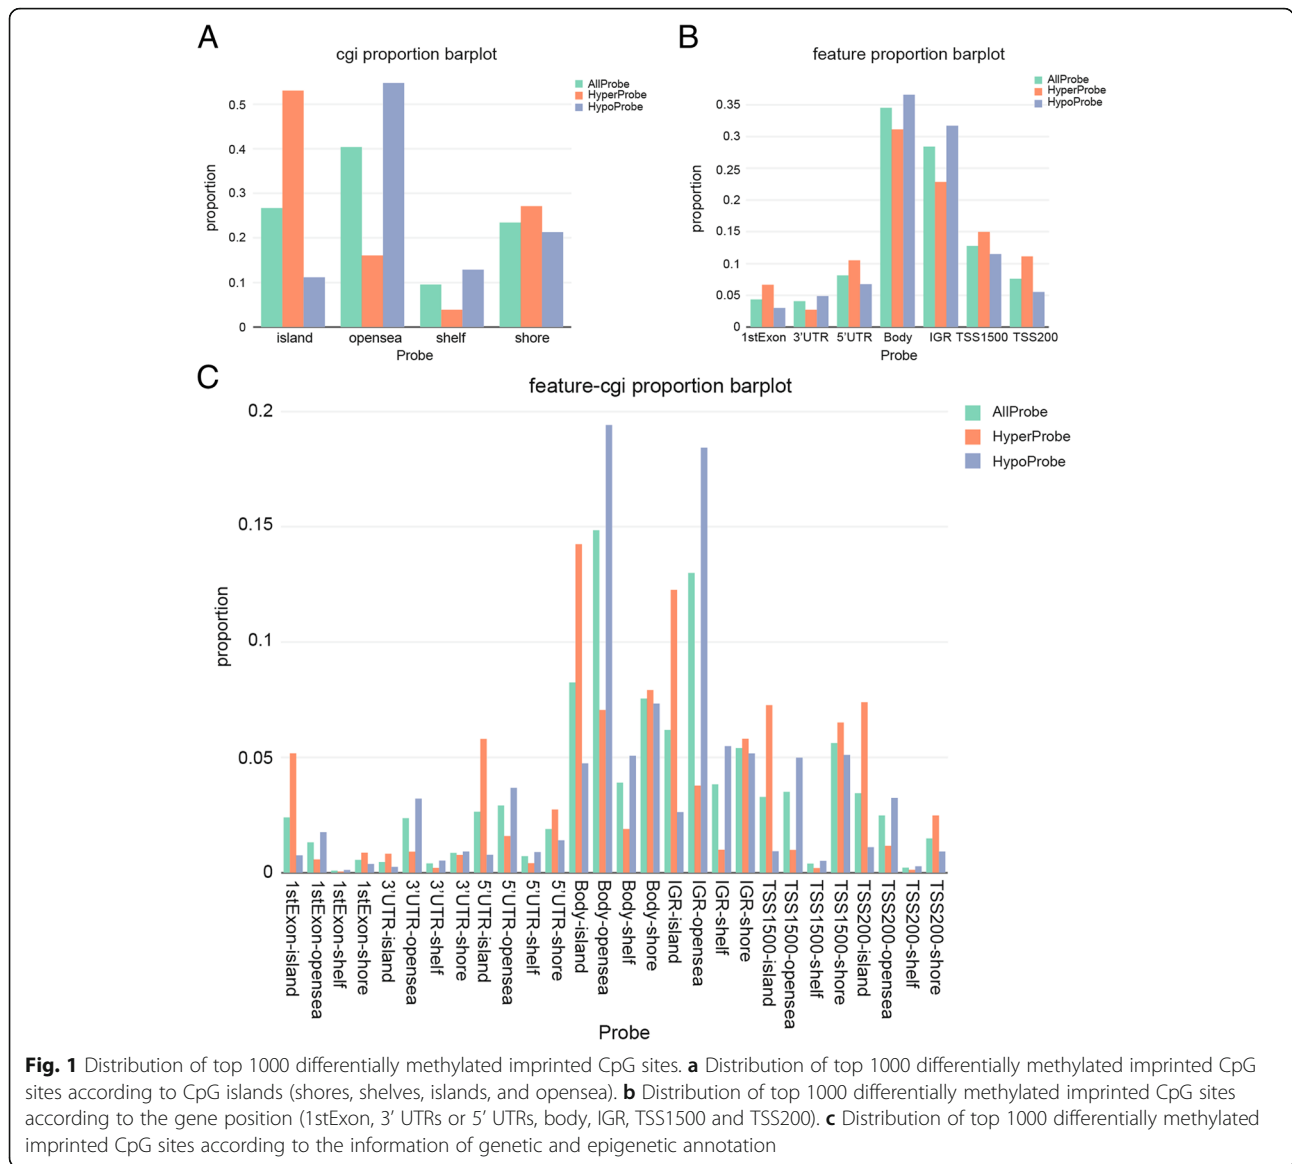 A
cgi proportion barplot
AllProbe
HyperProbe
HypoProbe
proportion
0.5
0.4
0.3
0.2
0.1
0
island opensea shelf shore
Probe
B
feature proportion barplot
AllProbe
HyperProbe
HypoProbe
proportion
0.35
0.3
0.25
0.2
0.15
0.1
0.05
0
1stExon 3'UTR 5'UTR Body IGR TSS1500 TSS200
Probe
C
feature-cgi proportion barplot
AllProbe
HyperProbe
HypoProbe
proportion
0.2
0.15
0.1
0.05
0
1stExon-island
1stExon-opensea
1stExon-shelf
1stExon-shore
3'UTR-island
3'UTR-opensea
3'UTR-shelf
3'UTR-shore
5'UTR-island
5'UTR-opensea
5'UTR-shelf
5'UTR-shore
Body-island
Body-opensea
Body-shelf
Body-shore
IGR-island
IGR-opensea
IGR-shelf
IGR-shore
TSS1500-island
TSS1500-opensea
TSS1500-shelf
TSS1500-shore
TSS200-island
TSS200-opensea
TSS200-shelf
TSS200-shore
Probe
Fig. 1 Distribution of top 1000 differentially methylated imprinted CpG sites. a Distribution of top 1000 differentially methylated imprinted CpG
sites according to CpG islands (shores, shelves, islands, and opensea). b Distribution of top 1000 differentially methylated imprinted CpG sites
according to the gene position (1stExon, 3′ UTRs or 5′ UTRs, body, IGR, TSS1500 and TSS200). c Distribution of top 1000 differentially methylated
imprinted CpG sites according to the information of genetic and epigenetic annotation